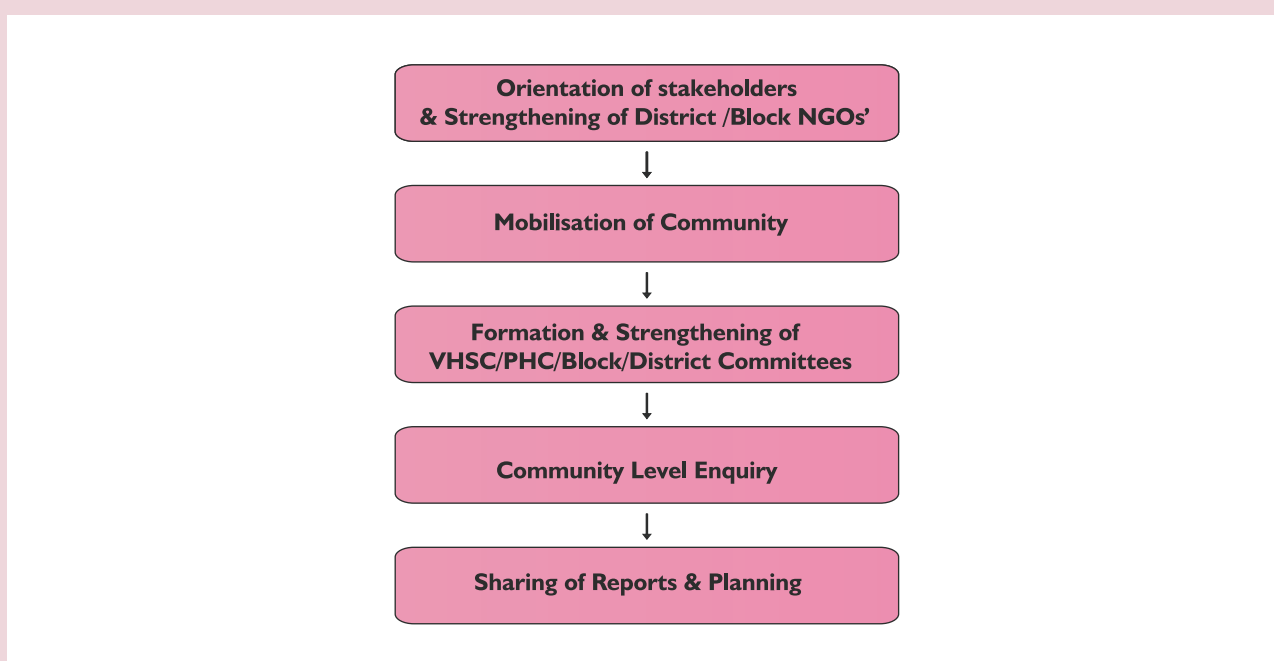 Orientation of stakeholders
& Strengthening of District /Block NGOs’
Mobilisation of Community
Formation & Strengthening of
VHSC/PHC/Block/District Committees
Community Level Enquiry
Sharing of Reports & Planning